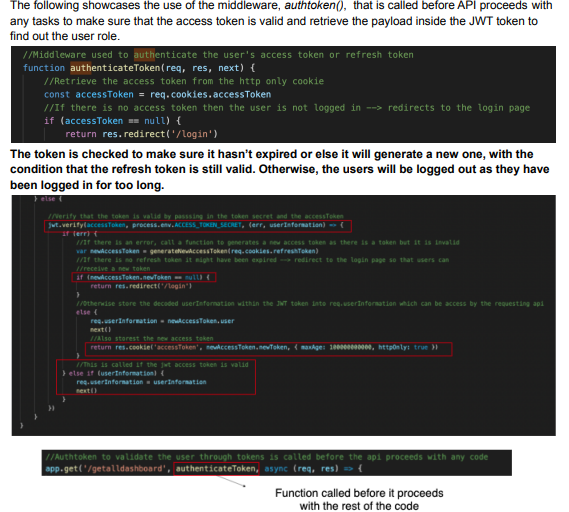 The following showcases the use of the middleware, authtoken(), that is called before API proceeds with
any tasks to make sure that the access token is valid and retrieve the payload inside the JWT token to
find out the user role.
//Middleware used to authenticate the user's access token or refresh token
function authenticateToken(req, res, next) {
//Retrieve the access token from the http only cookie
const accessToken = req.cookies.accessToken
//If there is no access token then the user is not logged in --> redirects to the login page
if (accessToken == null) {
return res.redirect('/login')
The token is checked to make sure it hasn't expired or else it will generate a new one, with the
condition that the refresh token is still valid. Otherwise, the users will be logged out as they have
been logged in for too long.
} else {
//Verify that the token is valid by passing in the token secret and the accessToken
jwt.verify(accessToken, process.env.ACCESS_TOKEN_SECRET, (err, userInformation) => {
if (err) {
//If there is an error, call a function to generates a new access token as there is a token but it is invalid
var newAccessToken = generateNewAccessToken(req.cookies.refreshToken)
//If there is no refresh token it might have been expired --> redirect to the login page so that users can
//receive a new token
if (newAccessToken.newToken == null) {
return res.redirect('/login')
}
//Otherwise store the decoded userInformation within the JWT token into req.userInformation which can be access by the requesting api
else {
req.userInformation = newAccessToken.user
next()
//Also storest the new access token
return res.cookie('accessToken', newAccessToken.newToken, { maxAge: 100000000000, httpOnly: true })
}
//This is called if the jwt access token is valid
} else if (userInformation) {
req.userInformation = userInformation
next()
}
})
}
}
//Authtoken to validate the user through tokens is called before the api proceeds with any code
app.get('/getalldashboard', authenticateToken, async (req, res) => {
Function called before it proceeds
with the rest of the code